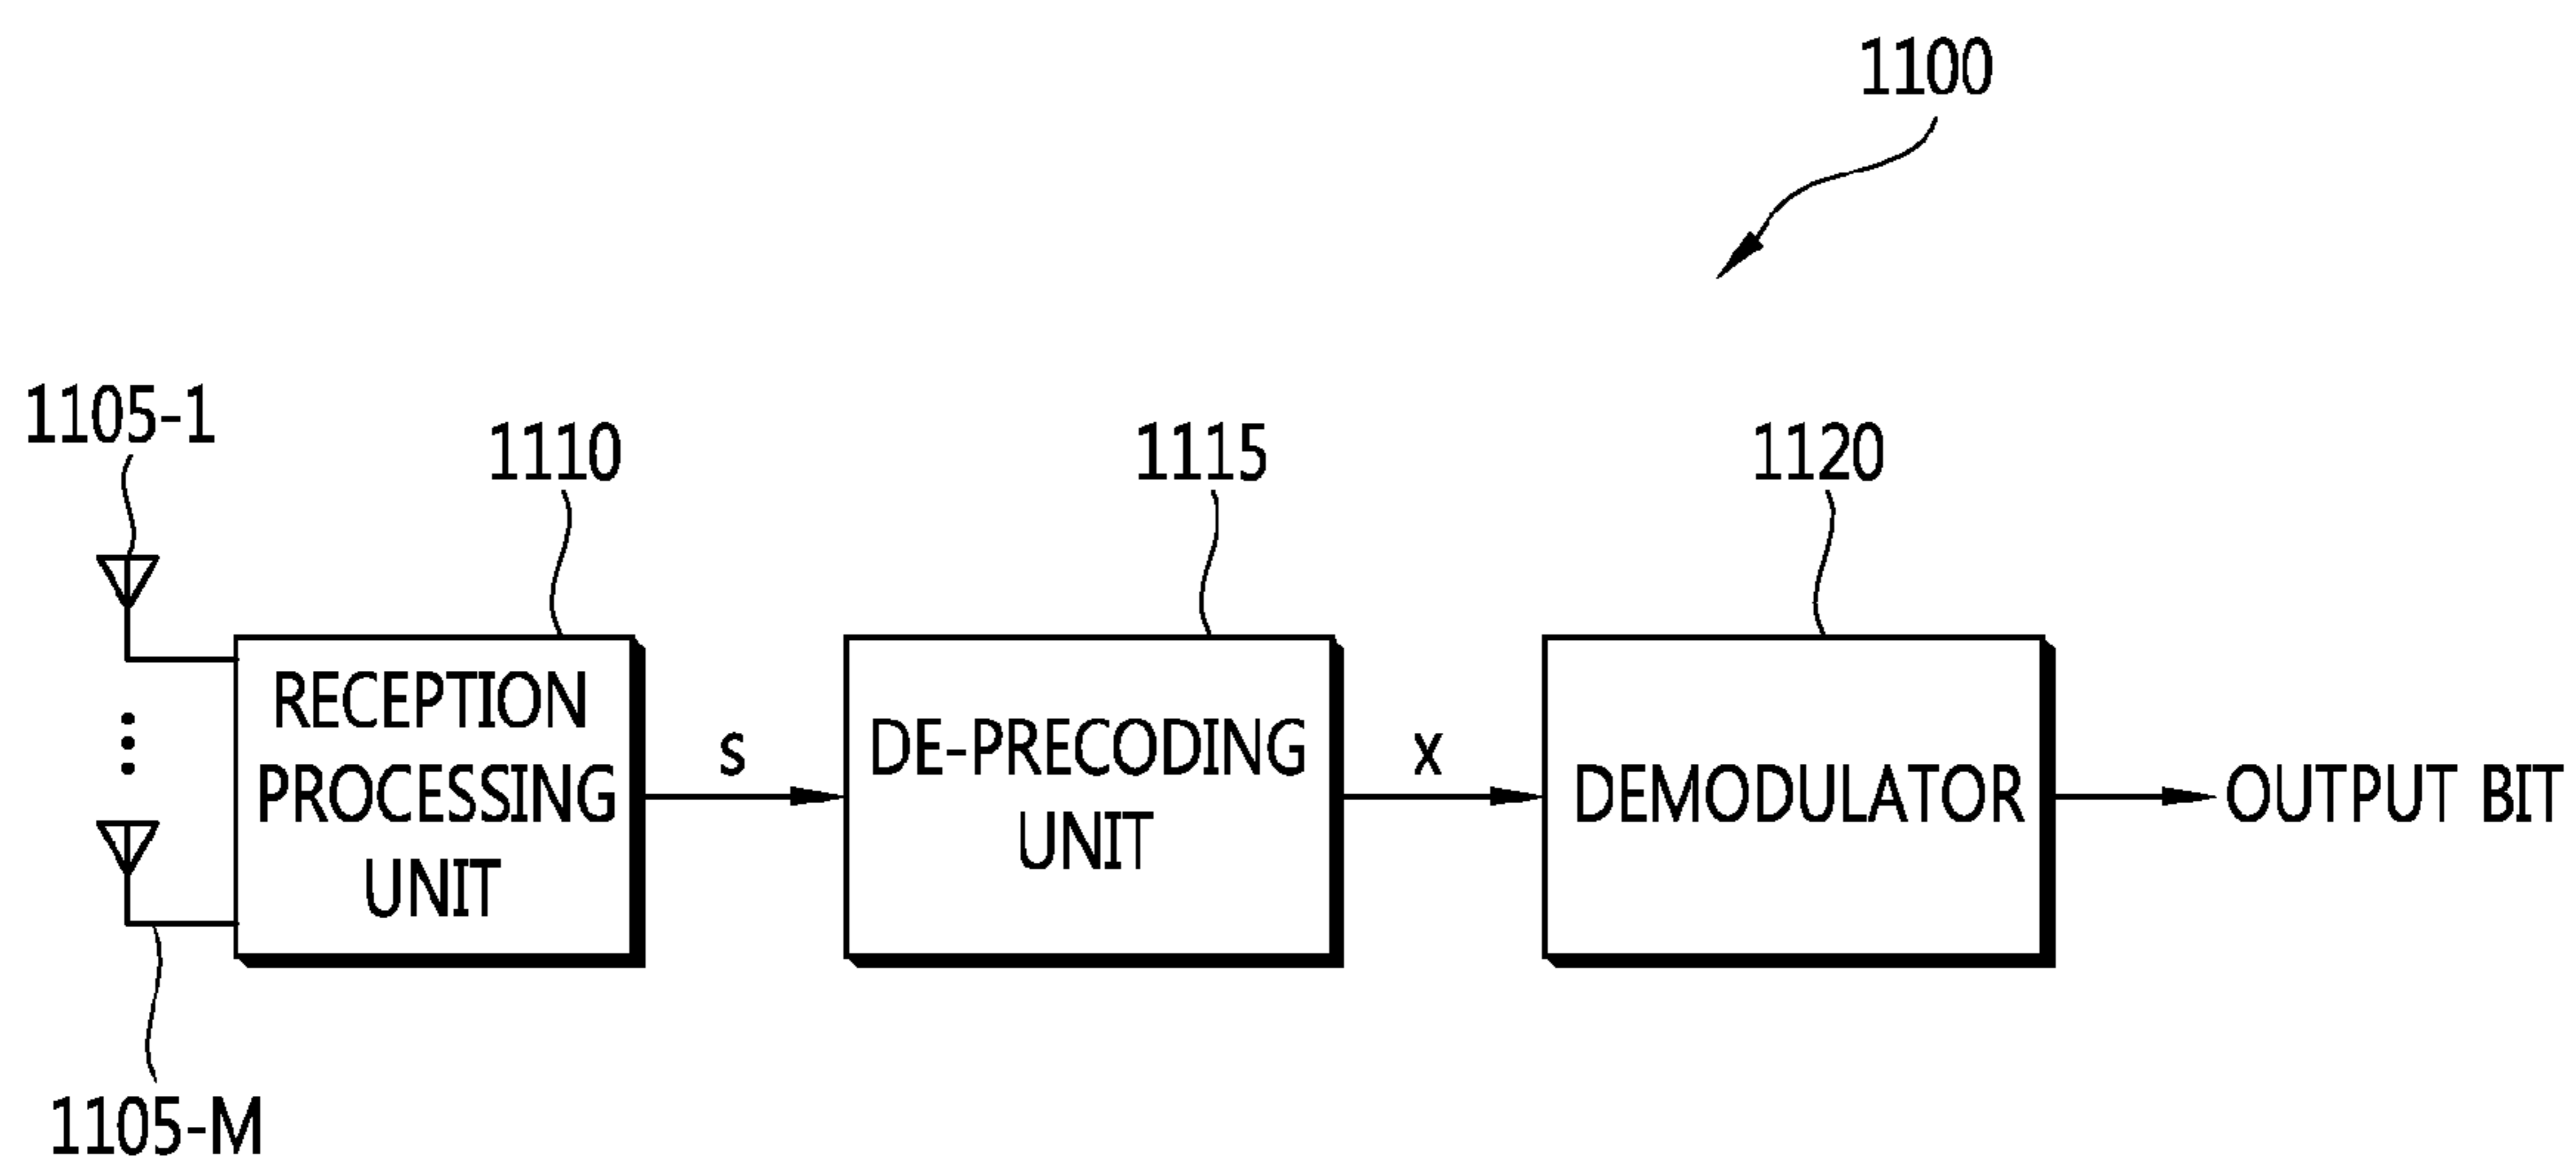 1100
1105-1
1110
1115
1120
RECEPTION
PROCESSING
UNIT
s
DE-PRECODING
UNIT
x
DEMODULATOR
OUTPUT BIT
1105-M